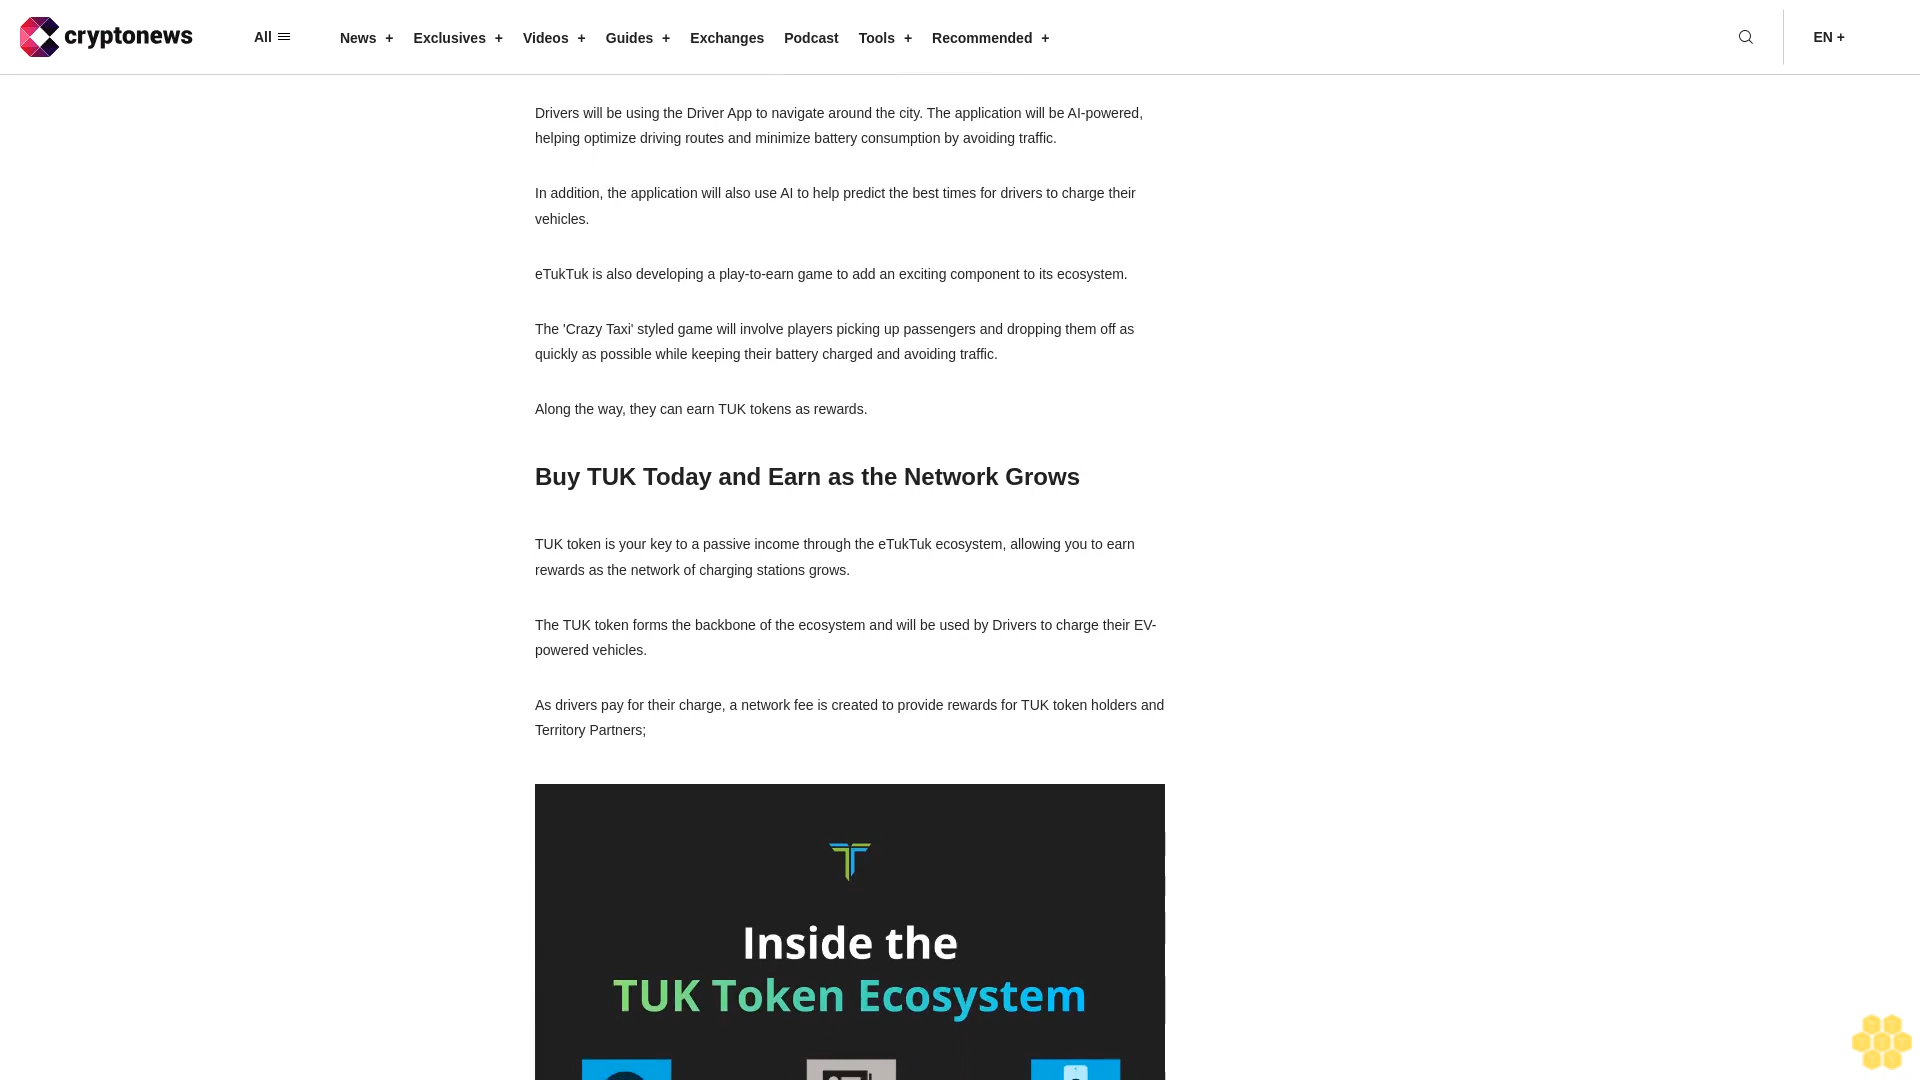 cryptonews
All
News +
Exclusives +
Videos +
Guides +
Exchanges
Podcast
Tools +
Recommended +
EN +
Drivers will be using the Driver App to navigate around the city. The application will be AI-powered,
helping optimize driving routes and minimize battery consumption by avoiding traffic.
In addition, the application will also use AI to help predict the best times for drivers to charge their
vehicles.
eTukTuk is also developing a play-to-earn game to add an exciting component to its ecosystem.
The 'Crazy Taxi' styled game will involve players picking up passengers and dropping them off as
quickly as possible while keeping their battery charged and avoiding traffic.
Along the way, they can earn TUK tokens as rewards.
Buy TUK Today and Earn as the Network Grows
TUK token is your key to a passive income through the eTukTuk ecosystem, allowing you to earn
rewards as the network of charging stations grows.
The TUK token forms the backbone of the ecosystem and will be used by Drivers to charge their EV-
powered vehicles.
As drivers pay for their charge, a network fee is created to provide rewards for TUK token holders and
Territory Partners;
Inside the
TUK Token Ecosystem